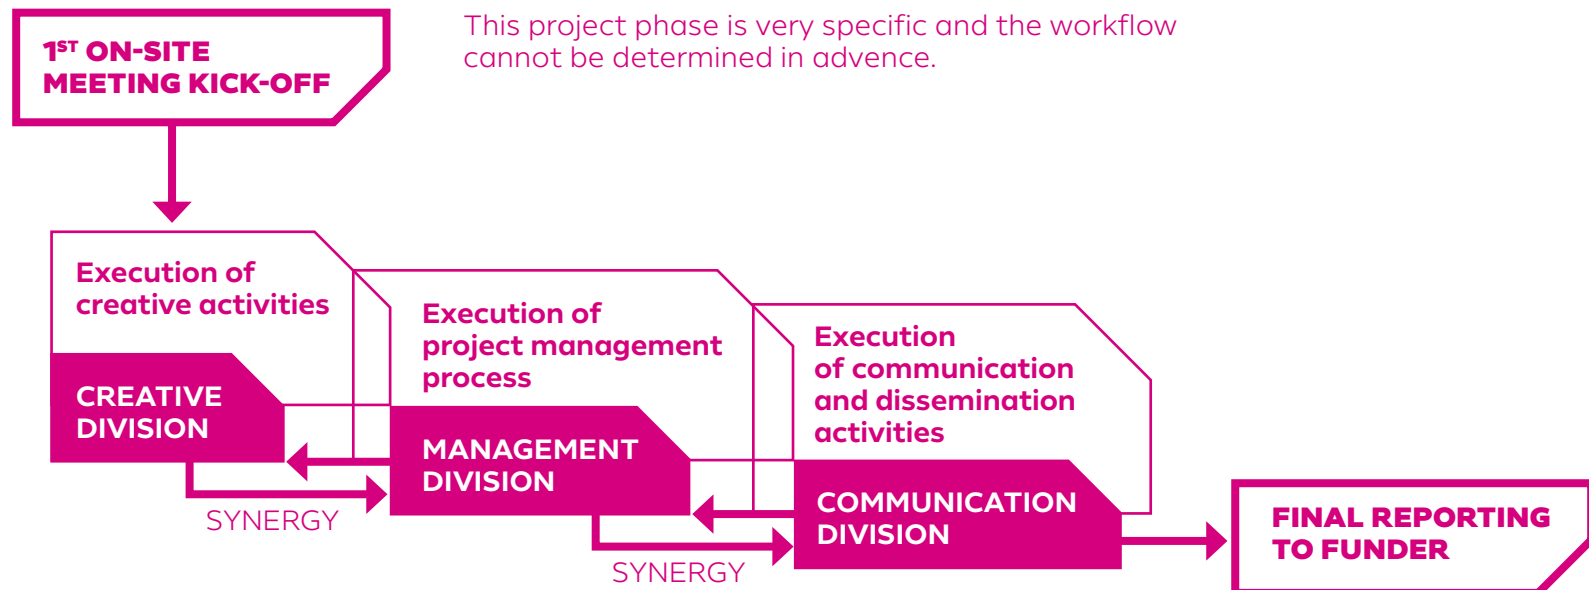 1ST ON-SITE
MEETING KICK-OFF
This project phase is very specific and the workflow
cannot be determined in advence.
Execution of
creative activities
CREATIVE
DIVISION
Execution of
project management
process
MANAGEMENT
DIVISION
Execution
of communication
and dissemination
activities
COMMUNICATION
DIVISION
SYNERGY
SYNERGY
FINAL REPORTING
TO FUNDER